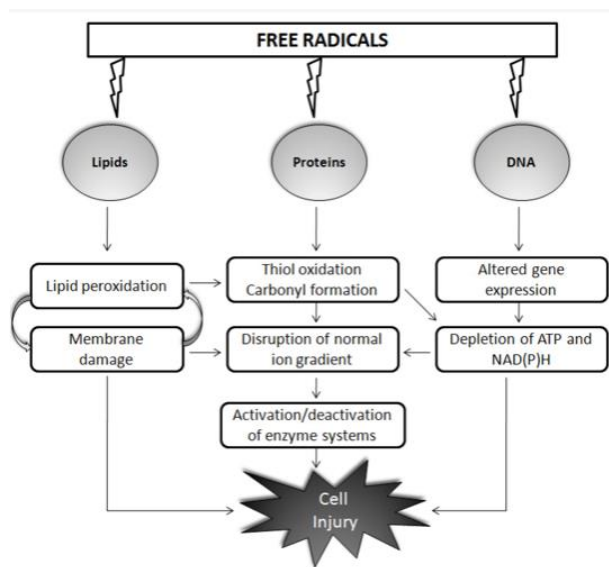 FREE RADICALS
Lipids
Proteins
DNA
Lipid peroxidation
Thiol oxidation
Carbonyl formation
Altered gene
expression
Membrane
damage
Disruption of normal
ion gradient
Depletion of ATP and
NAD(P)H
Activation/deactivation
of enzyme systems
Cell
Injury